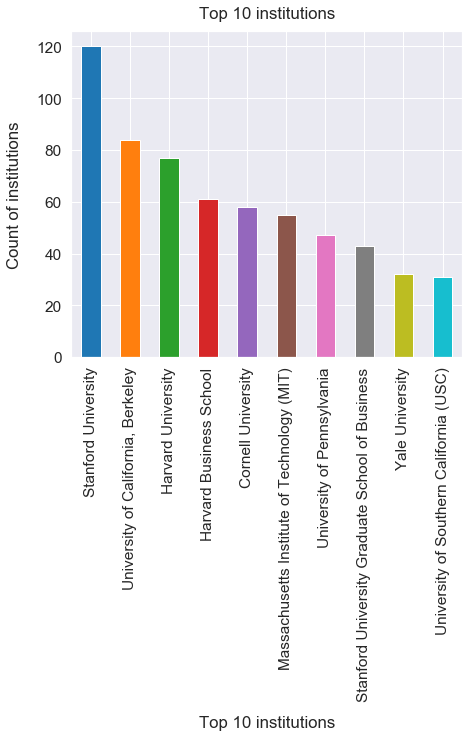 Top 10 institutions
Count of institutions
120
100
80
60
40
20
0
Stanford University
University of California, Berkeley
Harvard University
Harvard Business School
Cornell University
Massachusetts Institute of Technology (MIT)
University of Pennsylvania
Stanford University Graduate School of Business
Yale University
University of Southern California (USC)
Top 10 institutions